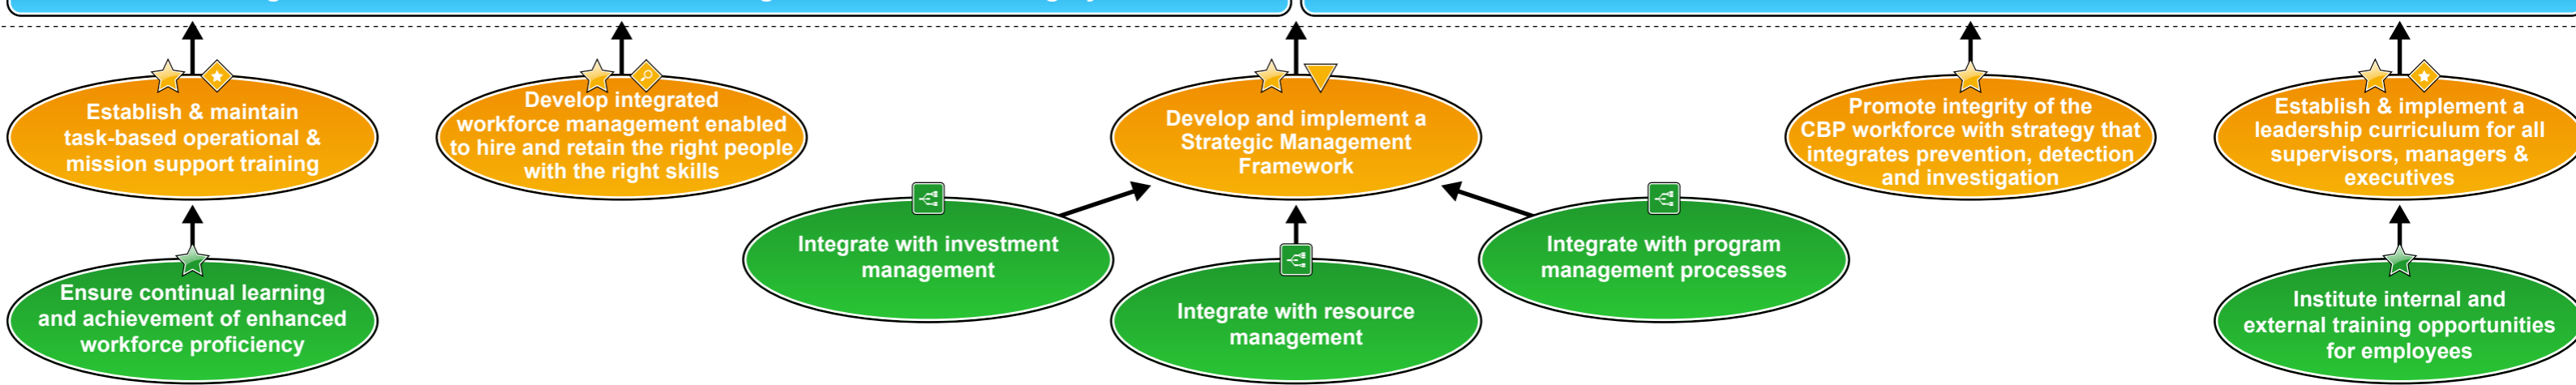 Establish & maintain
task-based operational &
mission support training
Develop integrated
workforce management enabled
to hire and retain the right people
with the right skills
Develop and implement a
Strategic Management
Framework
Promote integrity of the
CBP workforce with strategy that
integrates prevention, detection
and investigation
Establish & implement a
leadership curriculum for all
supervisors, managers &
executives
Integrate with investment
management
Integrate with program
management processes
Ensure continual learning
and achievement of enhanced
workforce proficiency
Integrate with resource
management
Institute internal and
external training opportunities
for employees